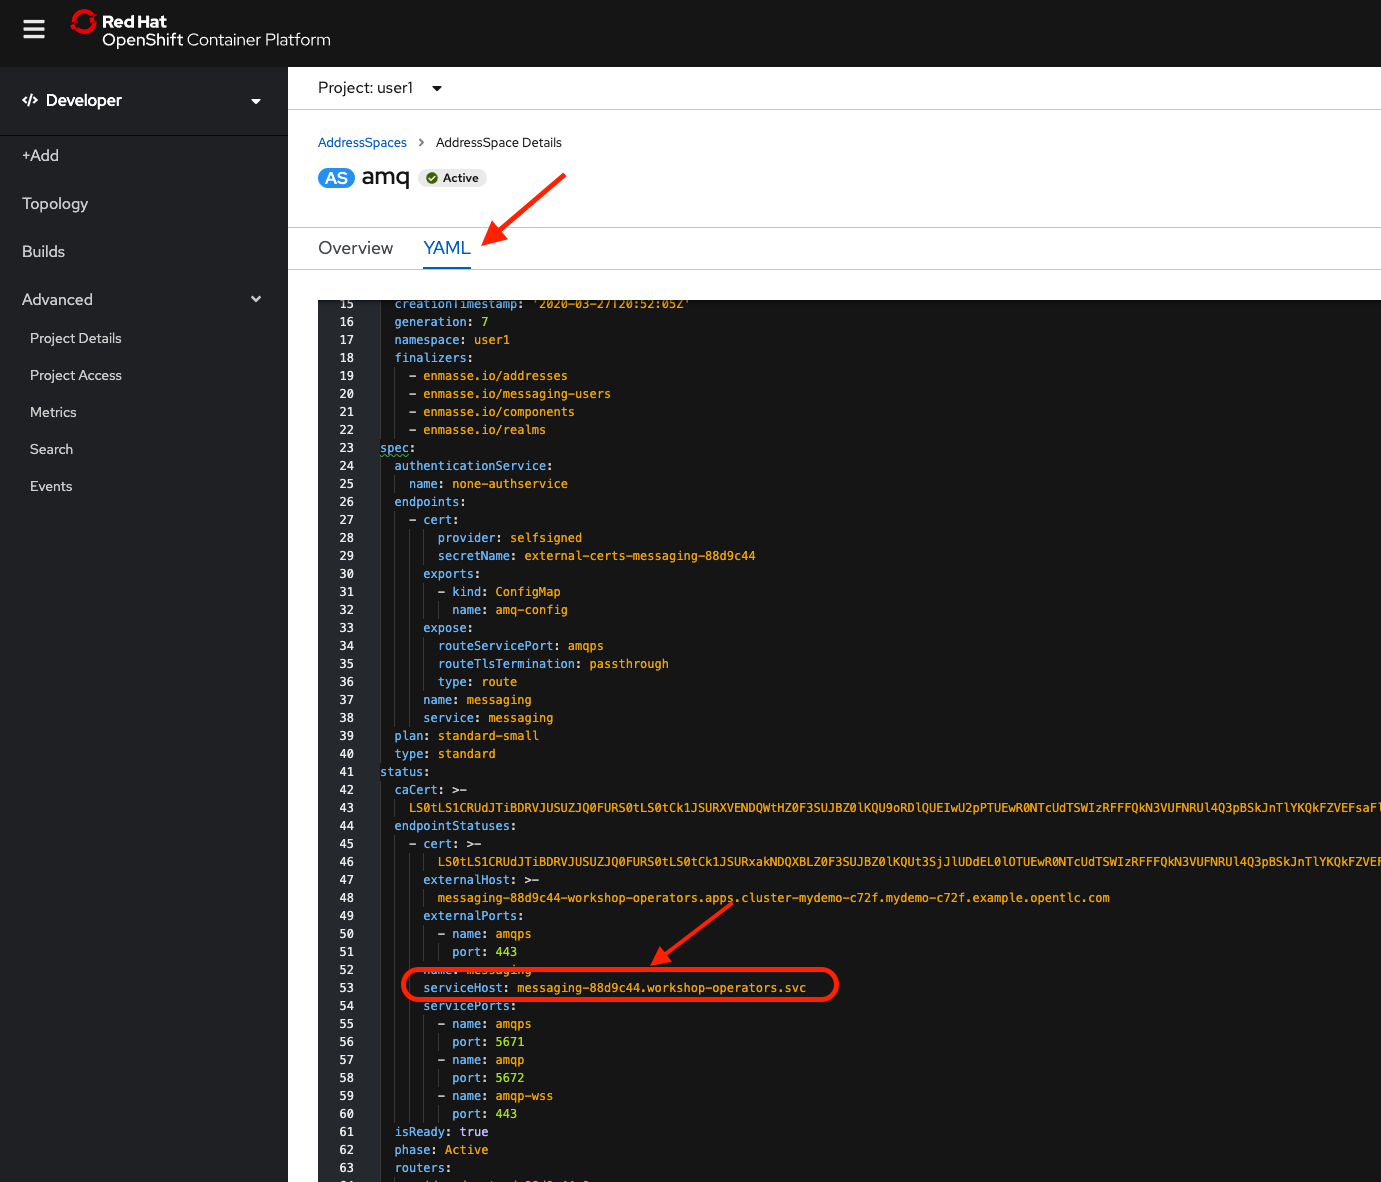 Red Hat
OpenShift Container Platform
Developer
+Add
Topology
Builds
Advanced
Project Details
Project Access
Metrics
Search
Events
Project: user1
AddressSpaces > AddressSpace Details
AS amq Active
Overview YAML
15 creationTimestamp: '2020-03-27T20:52:05Z'
16 generation: 7
17 namespace: user1
18 finalizers:
19 - enmasse.io/addresses
20 - enmasse.io/messaging-users
21 - enmasse.io/components
22 - enmasse.io/realms
23 spec:
24 authenticationService:
25 name: none-authservice
26 endpoints:
27 - cert:
28 provider: selfsigned
29 secretName: external-certs-messaging-88d9c44
30 exports:
31 - kind: ConfigMap
32 name: amq-config
33 expose:
34 routeServicePort: amqps
35 routeTlsTermination: passthrough
36 type: route
37 name: messaging
38 service: messaging
39 plan: standard-small
40 type: standard
41 status:
42 caCert: >-
43
44 endpointStatuses:
45 - cert: >-
46
47 externalHost: >-
48 messaging-88d9c44-workshop-operators.apps.cluster-mydemo-c72f.mydemo-c72f.example.opentlc.com
49 externalPorts:
50 - name: amqps
51 port: 443
52 name: messaging
53 serviceHost: messaging-88d9c44.workshop-operators.svc
54 servicePorts:
55 - name: amqps
56 port: 5671
57 - name: amqp
58 port: 5672
59 - name: amqp-wss
60 port: 443
61 isReady: true
62 phase: Active
63 routers: